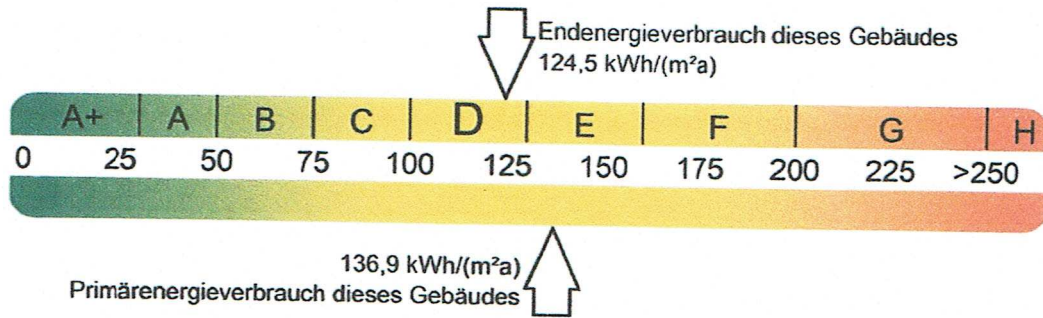 Endenergieverbrauch dieses Gebäudes
124,5 kWh/(m²a)
A+ A B C D E F G H
0 25 50 75 100 125 150 175 200 225 >250
136,9 kWh/(m²a)
Primärenergieverbrauch dieses Gebäudes